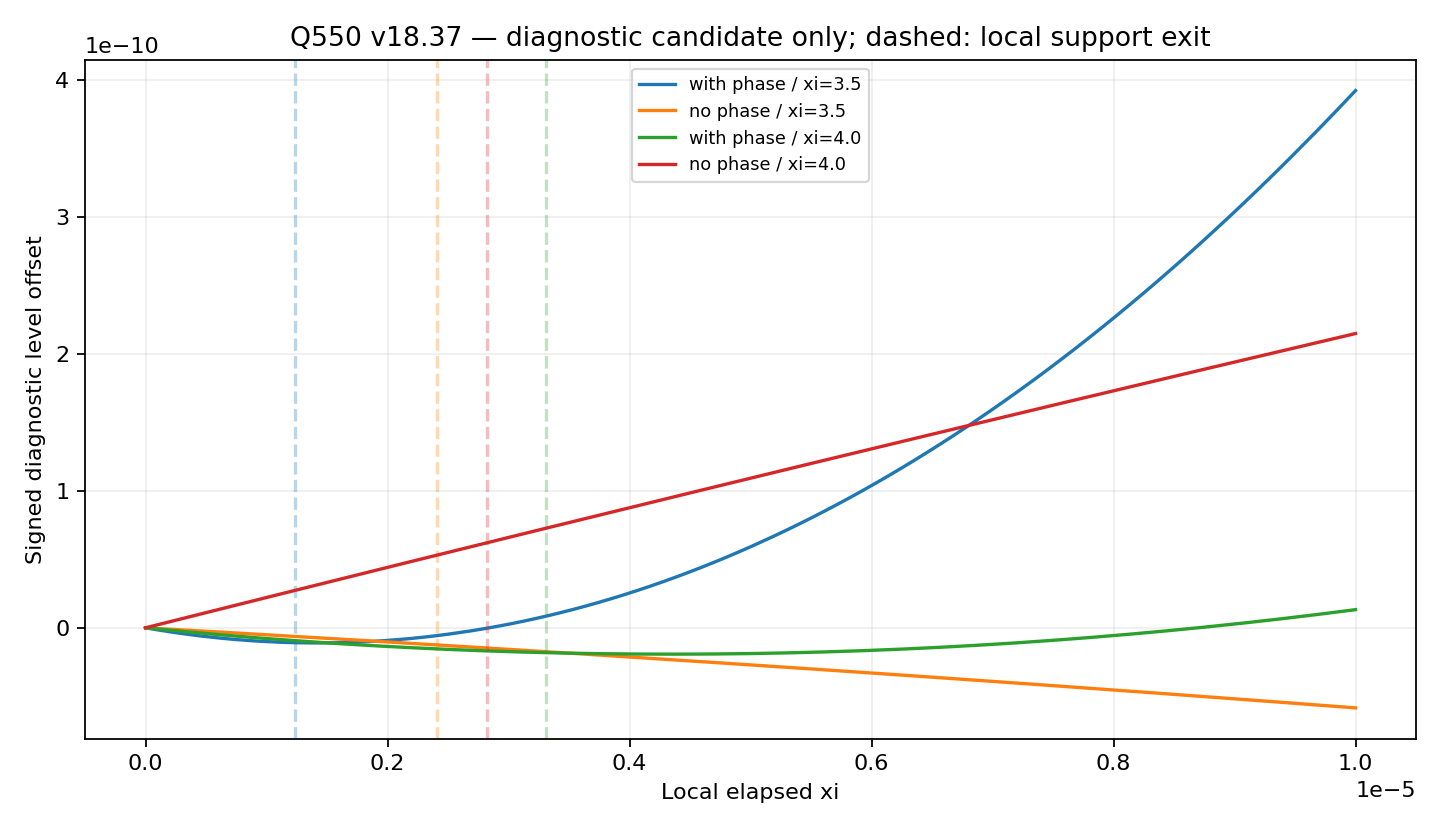 Q550 v18.37 — diagnostic candidate only; dashed: local support exit
1e−10
with phase / xi=3.5
no phase / xi=3.5
with phase / xi=4.0
no phase / xi=4.0
Signed diagnostic level offset
4
3
2
1
0
0.0 0.2 0.4 0.6 0.8 1.0
1e−5
Local elapsed xi